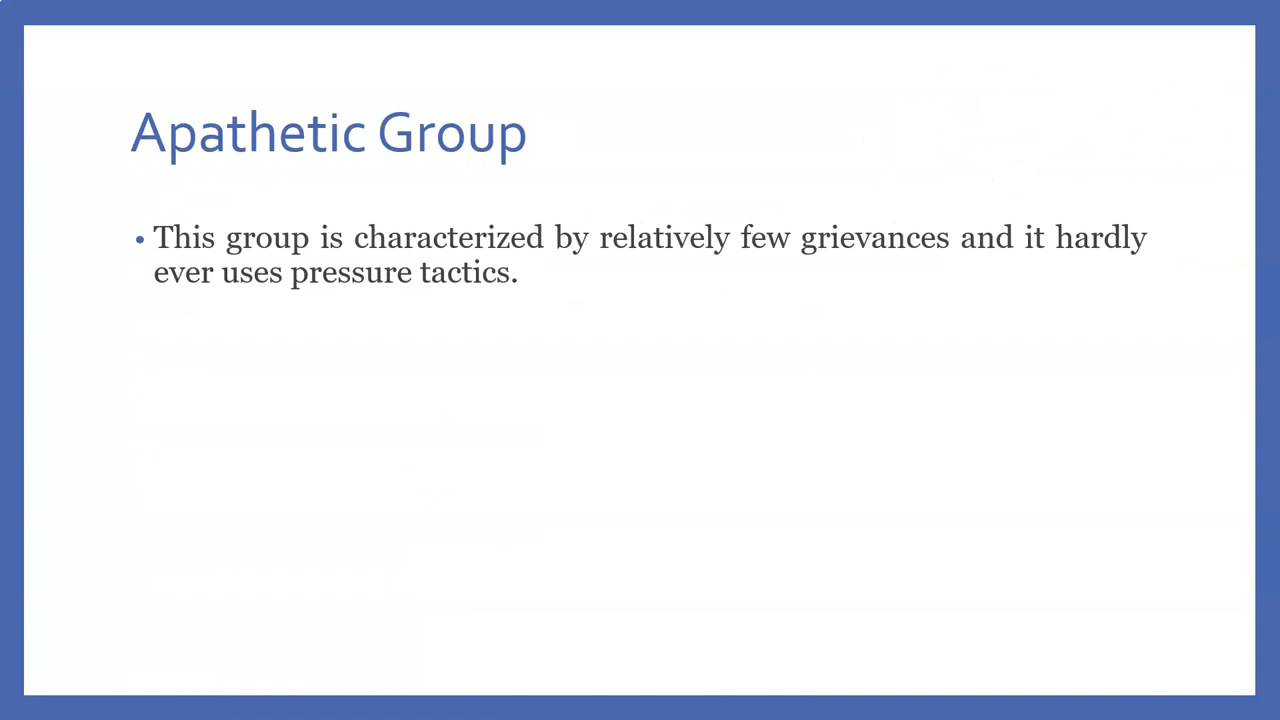 Apathetic Group
• This group is characterized by relatively few grievances and it hardly
ever uses pressure tactics.